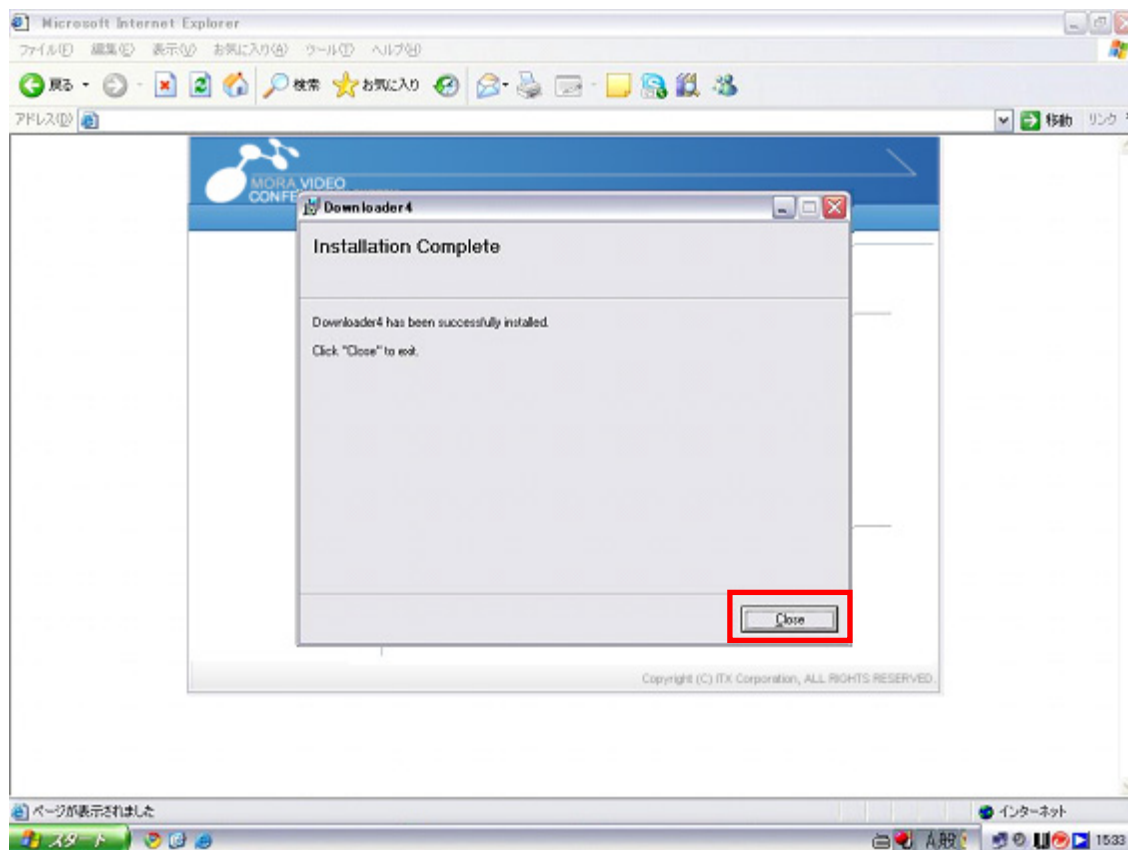 Microsoft Internet Explorer
ファイル(F) 編集(E) 表示(V) お気に入り(A) ツール(T) ヘルプ(H)
戻る 検索 お気に入り
アドレス(D) 移動 リンク
MORA VIDEO
CONFE
Downloader4
Installation Complete
Downloader4 has been successfully installed.
Click "Close" to exit.
Close
Copyright (C) ITX Corporation, ALL RIGHTS RESERVED.
ページが表示されました インターネット
スタート A 般 15:33